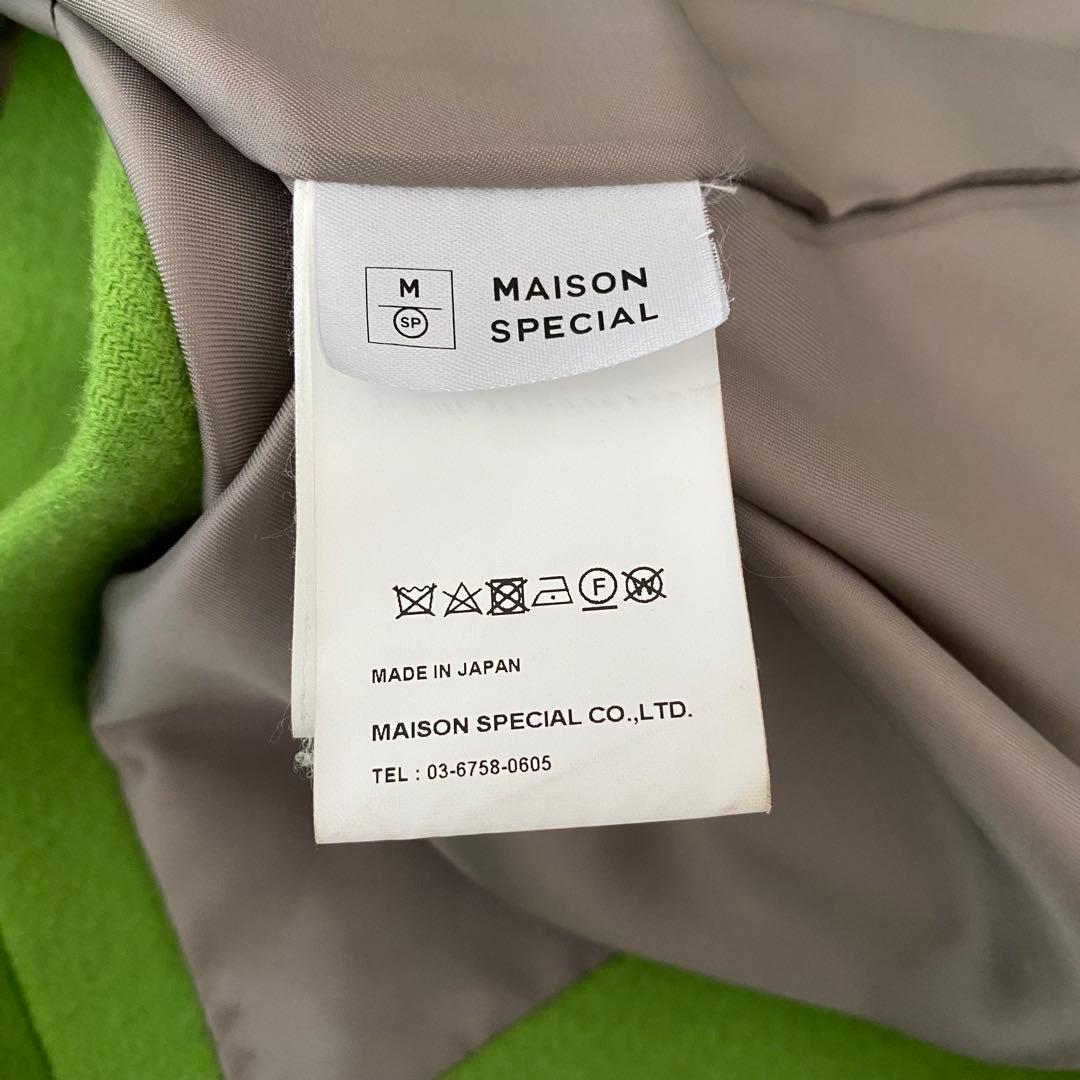 M
SP
MAISON
SPECIAL
F W
MADE IN JAPAN
MAISON SPECIAL CO.,LTD.
TEL : 03-6758-0605